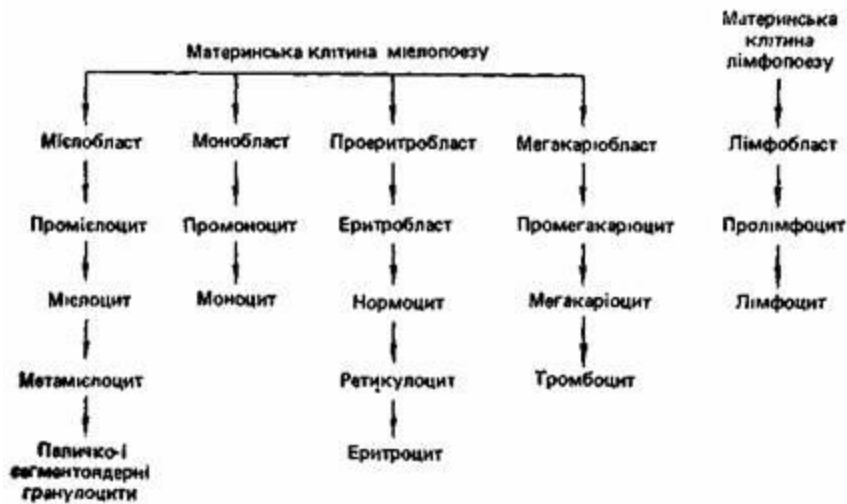 Материнська клітина мієлопоезу
Материнська
клітина
лімфопоезу
Мієлобласт
Монобласт
Проеритробласт
Мегакаріобласт
Лімфобласт
Промієлоцит
Промоноцит
Еритробласт
Промегакаріоцит
Пролімфоцит
Мієлоцит
Моноцит
Нормоцит
Мегакаріоцит
Лімфоцит
Метамієлоцит
Ретикулоцит
Тромбоцит
Паличко-і
сегментоядерні
гранулоцити
Еритроцит